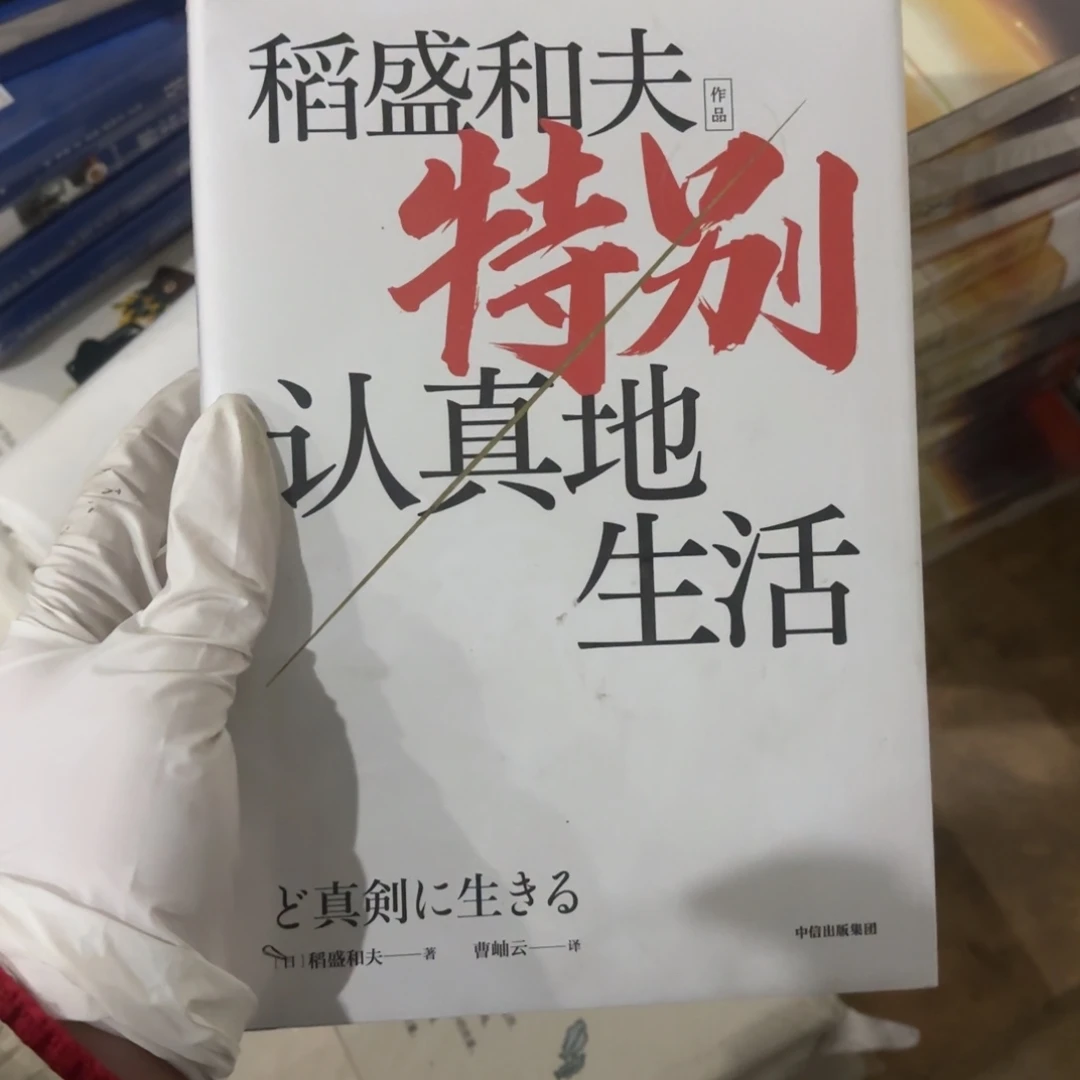 稻盛和夫 作品
特别
认真地
生活
ど真剣に生きる
[日]稻盛和夫——著 曹岫云——译
中信出版集团